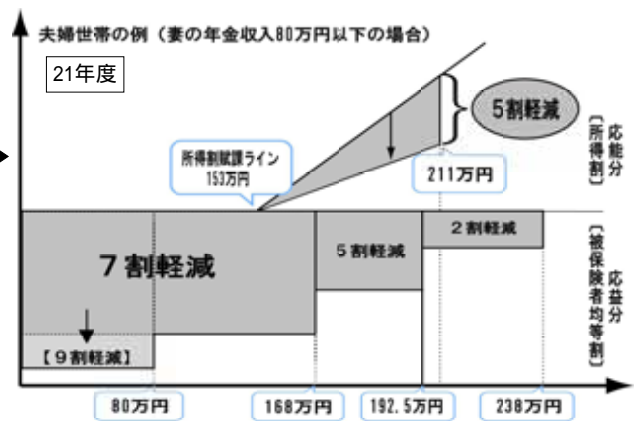 夫婦世帯の例(妻の年金収入80万円以下の場合)
21年度
5割軽減
所得割賦課ライン
153万円
211万円
応能分
〔所得割〕
7割軽減
5割軽減
2割軽減
【9割軽減】
応益分
〔被保険者均等割〕
80万円
168万円
192.5万円
238万円